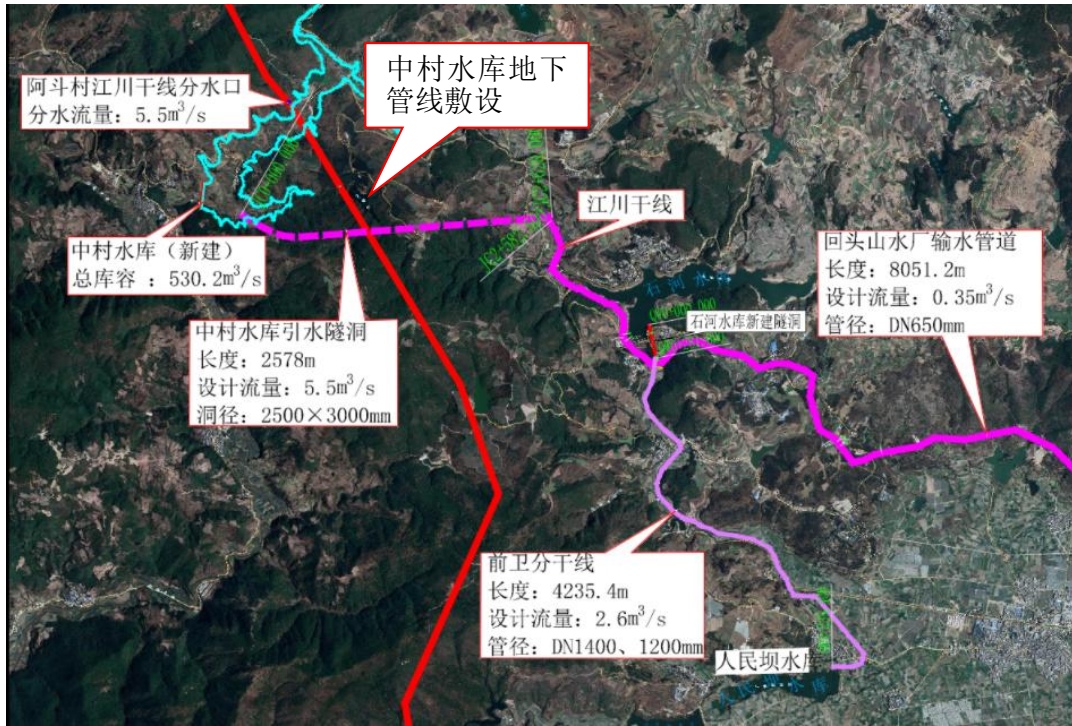 阿斗村江川干线分水口
分水流量：5.5m³/s
中村水库地下
管线敷设
江川干线
中村水库（新建）
总库容 ：530.2m³/s
回头山水厂输水管道
长度：8051.2m
设计流量：0.35m³/s
管径：DN650mm
石河水库
石河水库新建隧洞
中村水库引水隧洞
长度：2578m
设计流量：5.5m³/s
洞径：2500×3000mm
前卫分干线
长度：4235.4m
设计流量：2.6m³/s
管径：DN1400、1200mm
人民坝水库
人民坝水库